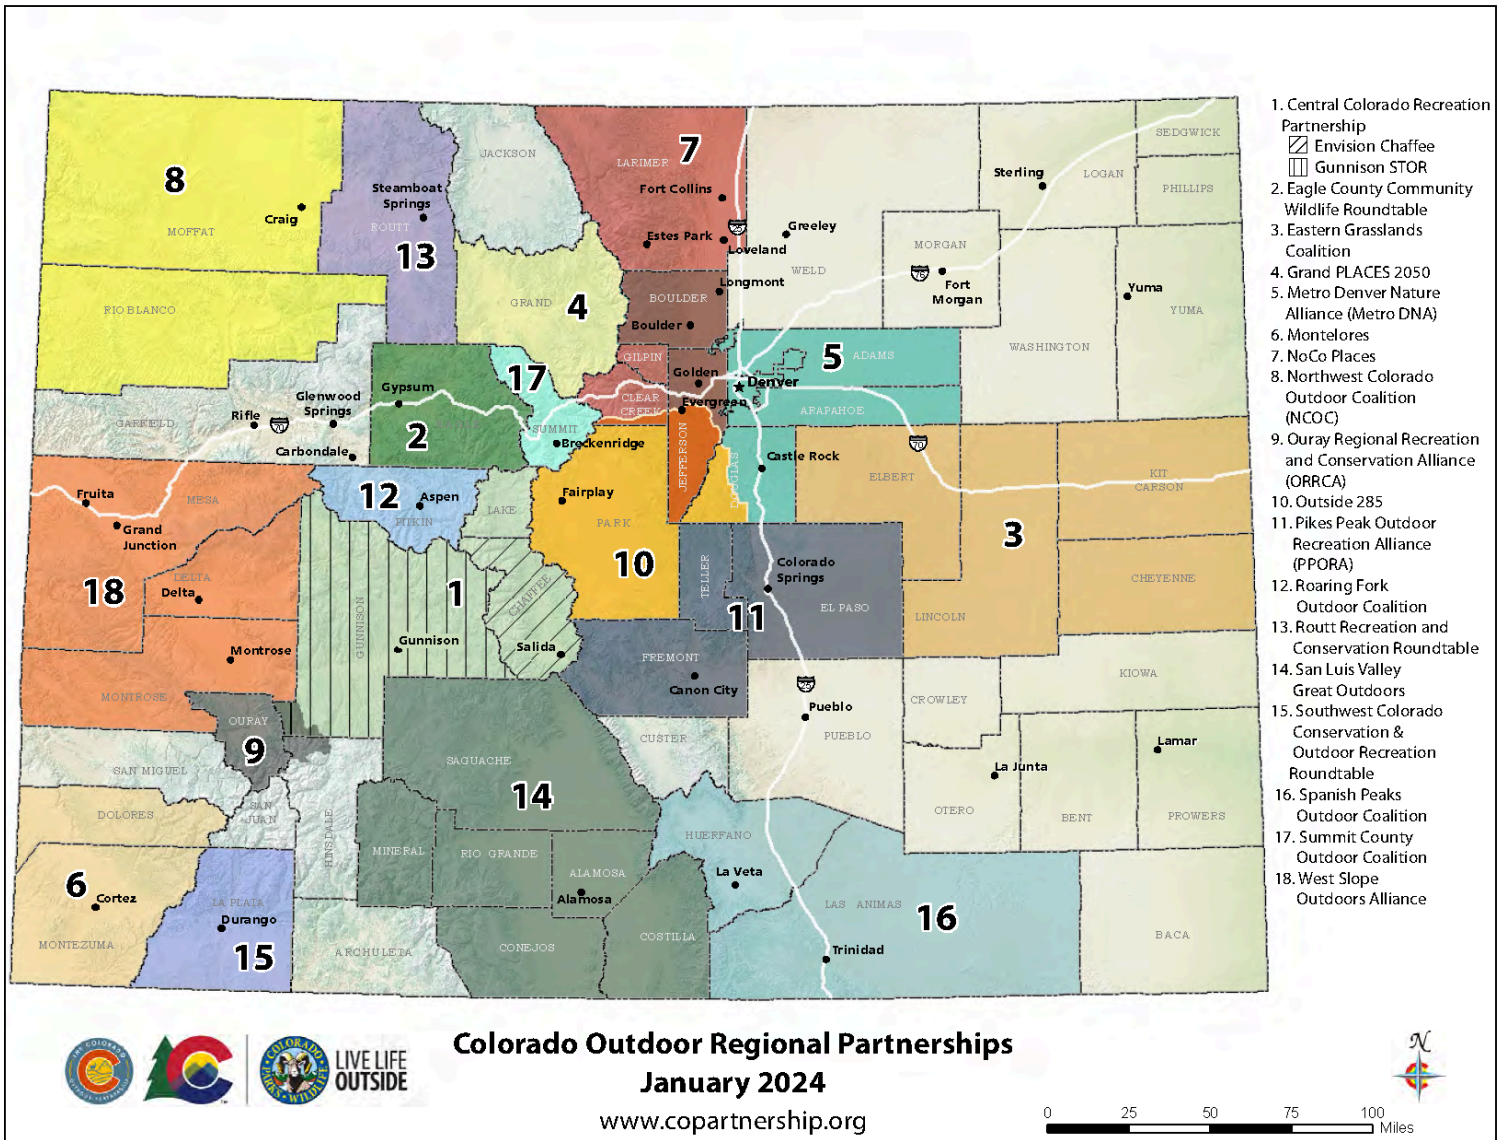 1. Central Colorado Recreation
Partnership
Envision Chaffee
Gunnison STOR
2. Eagle County Community
Wildlife Roundtable
3. Eastern Grasslands
Coalition
4. Grand PLACES 2050
5. Metro Denver Nature
Alliance (Metro DNA)
6. Montelores
7. NoCo Places
8. Northwest Colorado
Outdoor Coalition
(NCOC)
9. Ouray Regional Recreation
and Conservation Alliance
(ORRCA)
10. Outside 285
11. Pikes Peak Outdoor
Recreation Alliance
(PPORA)
12. Roaring Fork
Outdoor Coalition
13. Routt Recreation and
Conservation Roundtable
14. San Luis Valley
Great Outdoors
15. Southwest Colorado
Conservation &
Outdoor Recreation
Roundtable
16. Spanish Peaks
Outdoor Coalition
17. Summit County
Outdoor Coalition
18. West Slope
Outdoors Alliance
8
Craig
MOFFAT
RIO BLANCO
Steamboat
Springs
ROUTT
13
JACKSON
LARIMER
7
Fort Collins
Estes Park
Loveland
25
Greeley
WELD
Sterling
LOGAN
SEDGWICK
PHILLIPS
MORGAN
76
Fort
Morgan
Yuma
YUMA
WASHINGTON
GRAND
4
BOULDER
Longmont
Boulder
GILPIN
Golden
CLEAR
CREEK
Evergreen
Denver
5
ADAMS
ARAPAHOE
17
SUMMIT
Breckenridge
Gypsum
2
Glenwood
Springs
Rifle
70
GARFIELD
Carbondale
Fruita
MESA
Grand
Junction
18
DELTA
Delta
Montrose
MONTROSE
12
Aspen
PITKIN
LAKE
1
GUNNISON
Gunnison
CHAFFEE
Salida
Fairplay
PARK
10
JEFFERSON
DOUGLAS
Castle Rock
ELBERT
70
KIT
CARSON
3
CHEYENNE
LINCOLN
TELLER
Colorado
Springs
11
EL PASO
FREMONT
Canon City
25
Pueblo
PUEBLO
CROWLEY
KIOWA
OURAY
9
SAN MIGUEL
SAN
JUAN
HINSDALE
DOLORES
6
Cortez
MONTEZUMA
LA PLATA
Durango
15
ARCHULETA
SAGUACHE
14
MINERAL
RIO GRANDE
ALAMOSA
Alamosa
CONEJOS
COSTILLA
CUSTER
HUERFANO
La Veta
LAS ANIMAS
16
Trinidad
La Junta
OTERO
BENT
Lamar
PROWERS
BACA
THE COLORADO
COLORADO
PARKS
WILDLIFE
LIVE LIFE
OUTSIDE
Colorado Outdoor Regional Partnerships
January 2024
www.copartnership.org
N
0 25 50 75 100
Miles